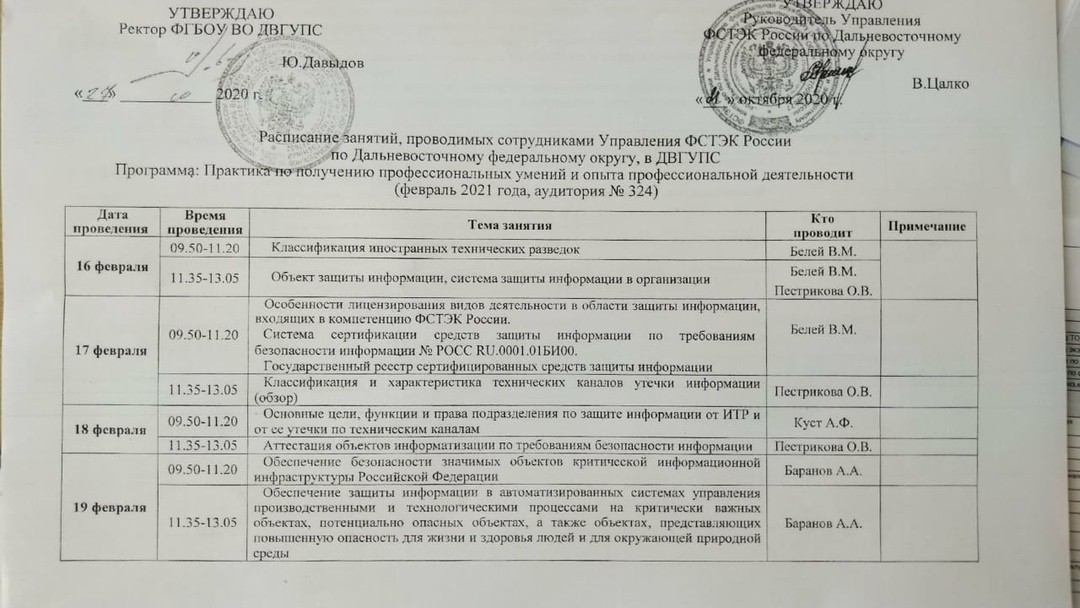 УТВЕРЖДАЮ
Ректор ФГБОУ ВО ДВГУПС
Ю.Давыдов
2020 г.
УТВЕРЖДАЮ
Руководитель Управления
ФСТЭК России по Дальневосточному
федеральному округу
В.Цалко
октября 2020 г.
Расписание занятий, проводимых сотрудниками Управления ФСТЭК России
по Дальневосточному федеральному округу, в ДВГУПС
Программа: Практика по получению профессиональных умений и опыта профессиональной деятельности
(февраль 2021 года, аудитория № 324)
Дата проведения Время проведения Тема занятия Кто проводит Примечание
16 февраля
09.50-11.20 Классификация иностранных технических разведок Белей В.М.
11.35-13.05 Объект защиты информации, система защиты информации в организации Белей В.М.
Пестрикова О.В.
17 февраля
09.50-11.20 Особенности лицензирования видов деятельности в области защиты информации,
входящих в компетенцию ФСТЭК России.
Система сертификации средств защиты информации по требованиям
безопасности информации № РОСС RU.0001.01БИ00.
Государственный реестр сертифицированных средств защиты информации
Белей В.М.
11.35-13.05 Классификация и характеристика технических каналов утечки информации
(обзор)
Пестрикова О.В.
18 февраля
09.50-11.20 Основные цели, функции и права подразделения по защите информации от ИТР и
от ее утечки по техническим каналам
Куст А.Ф.
11.35-13.05 Аттестация объектов информатизации по требованиям безопасности информации Пестрикова О.В.
19 февраля
09.50-11.20 Обеспечение безопасности значимых объектов критической информационной
инфраструктуры Российской Федерации
Баранов А.А.
11.35-13.05 Обеспечение защиты информации в автоматизированных системах управления
производственными и технологическими процессами на критически важных
объектах, потенциально опасных объектах, а также объектах, представляющих
повышенную опасность для жизни и здоровья людей и для окружающей природной
среды
Баранов А.А.